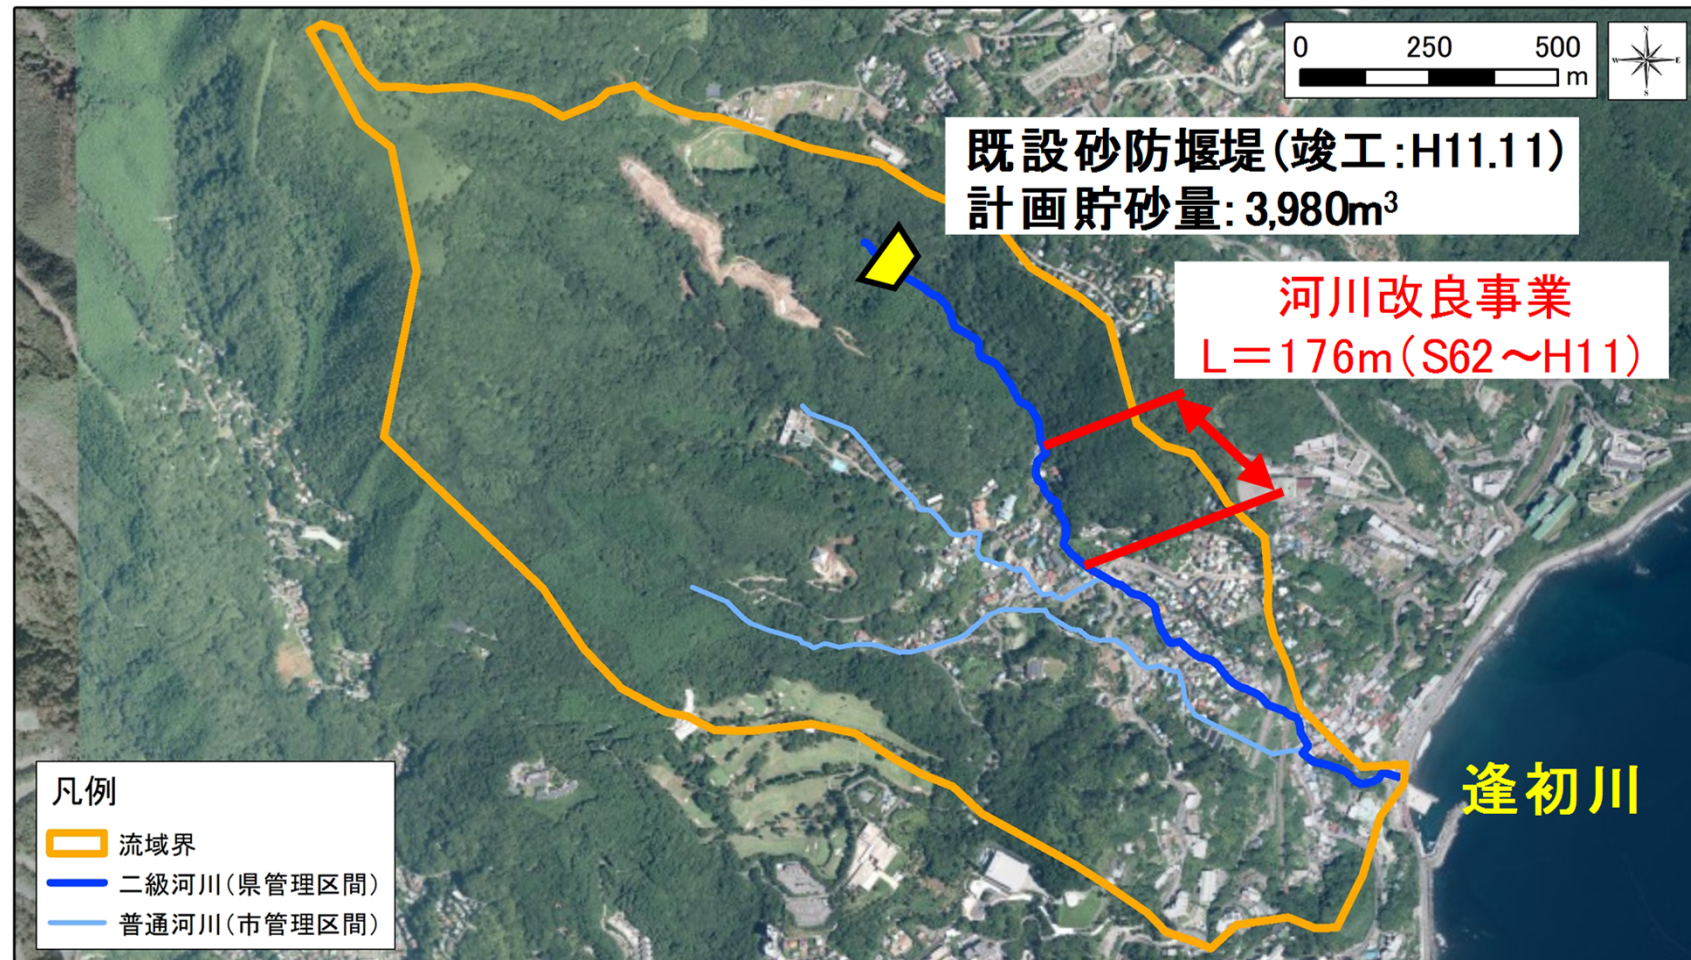 0 250 500
m
N
W E
S
既設砂防堰堤(竣工:H11.11)
計画貯砂量:3,980m³
河川改良事業
L=176m(S62~H11)
逢初川
凡例
流域界
二級河川(県管理区間)
普通河川(市管理区間)